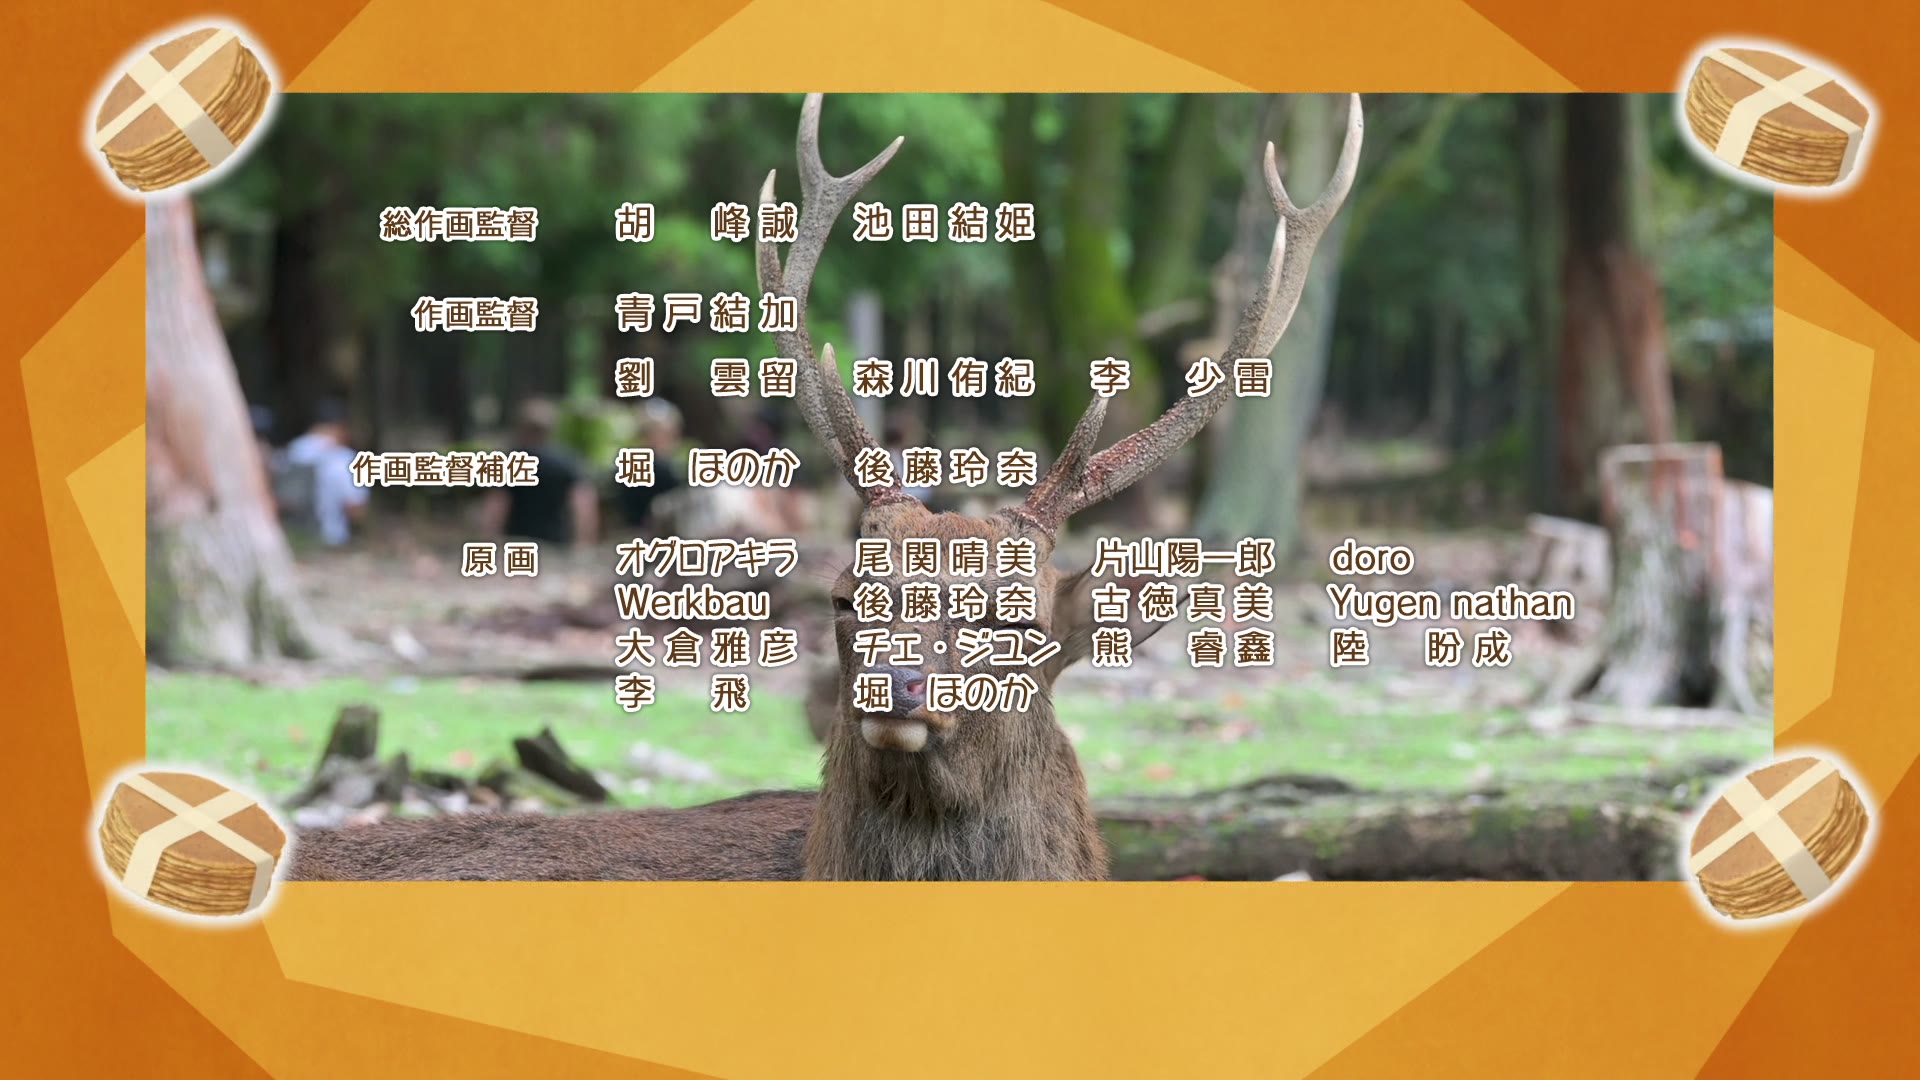 総作画監督 胡 峰誠 池田結姫
作画監督 青戸結加
劉 雲留 森川侑紀 李 少雷
作画監督補佐 堀 ほのか 後藤玲奈
原画 オグロアキラ 尾関晴美 片山陽一郎 doro
Werkbau 後藤玲奈 古徳真美 Yugen nathan
大倉雅彦 チェ・ジユン 熊 睿鑫 陸 盼成
李 飛 堀 ほのか